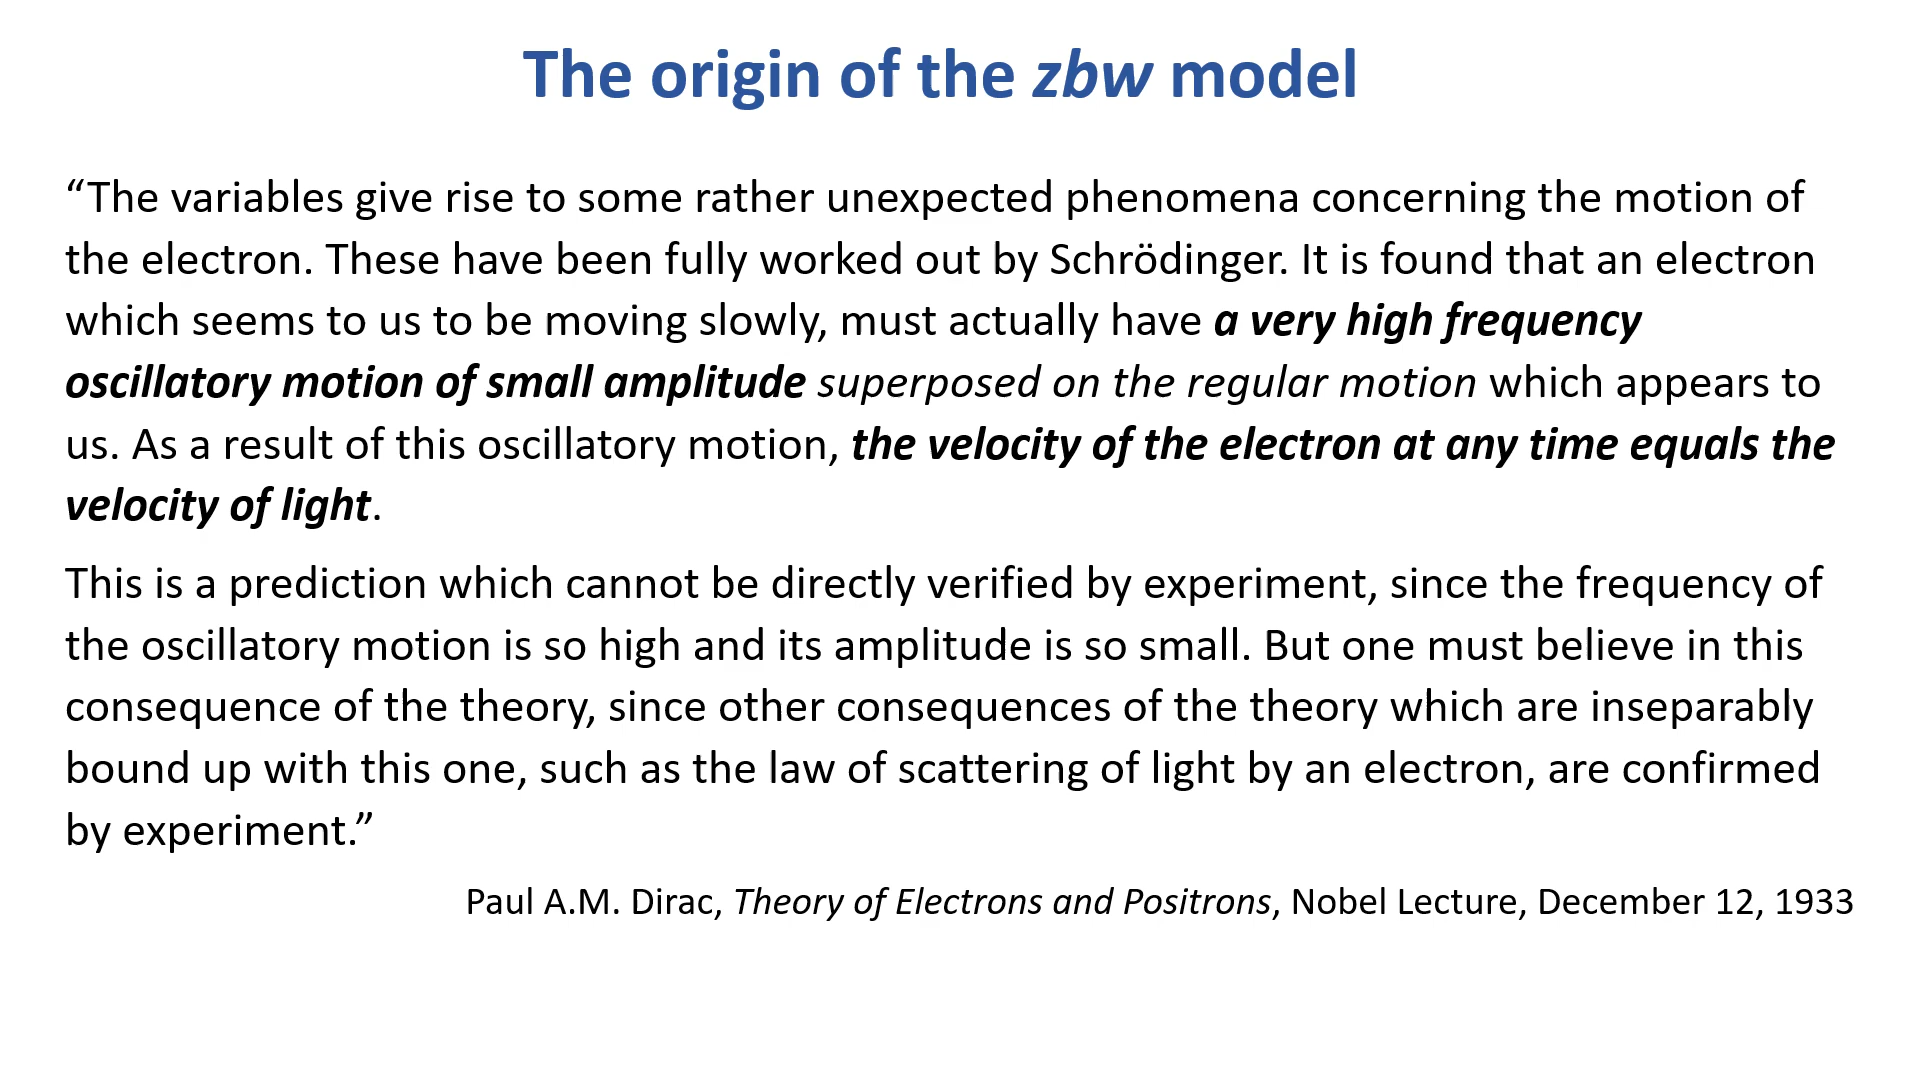 The origin of the zbw model
“The variables give rise to some rather unexpected phenomena concerning the motion of
the electron. These have been fully worked out by Schrödinger. It is found that an electron
which seems to us to be moving slowly, must actually have a very high frequency
oscillatory motion of small amplitude superposed on the regular motion which appears to
us. As a result of this oscillatory motion, the velocity of the electron at any time equals the
velocity of light.
This is a prediction which cannot be directly verified by experiment, since the frequency of
the oscillatory motion is so high and its amplitude is so small. But one must believe in this
consequence of the theory, since other consequences of the theory which are inseparably
bound up with this one, such as the law of scattering of light by an electron, are confirmed
by experiment.”
Paul A.M. Dirac, Theory of Electrons and Positrons, Nobel Lecture, December 12, 1933